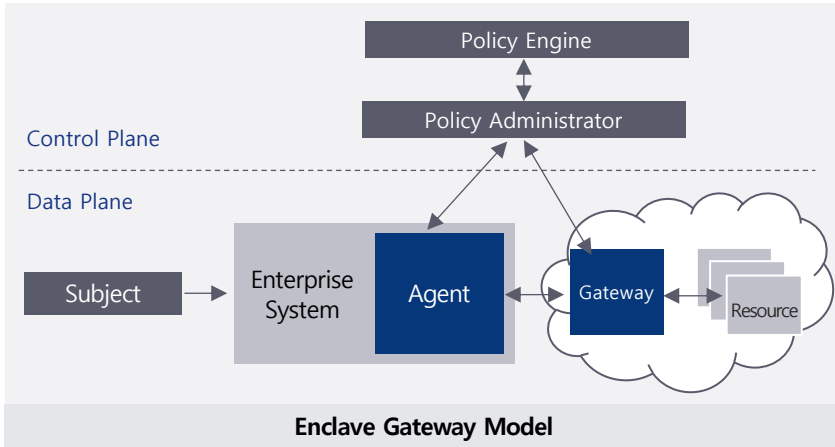 Policy Engine
Policy Administrator
Control Plane
Data Plane
Subject
Enterprise
System
Agent
Gateway
Resource
Enclave Gateway Model